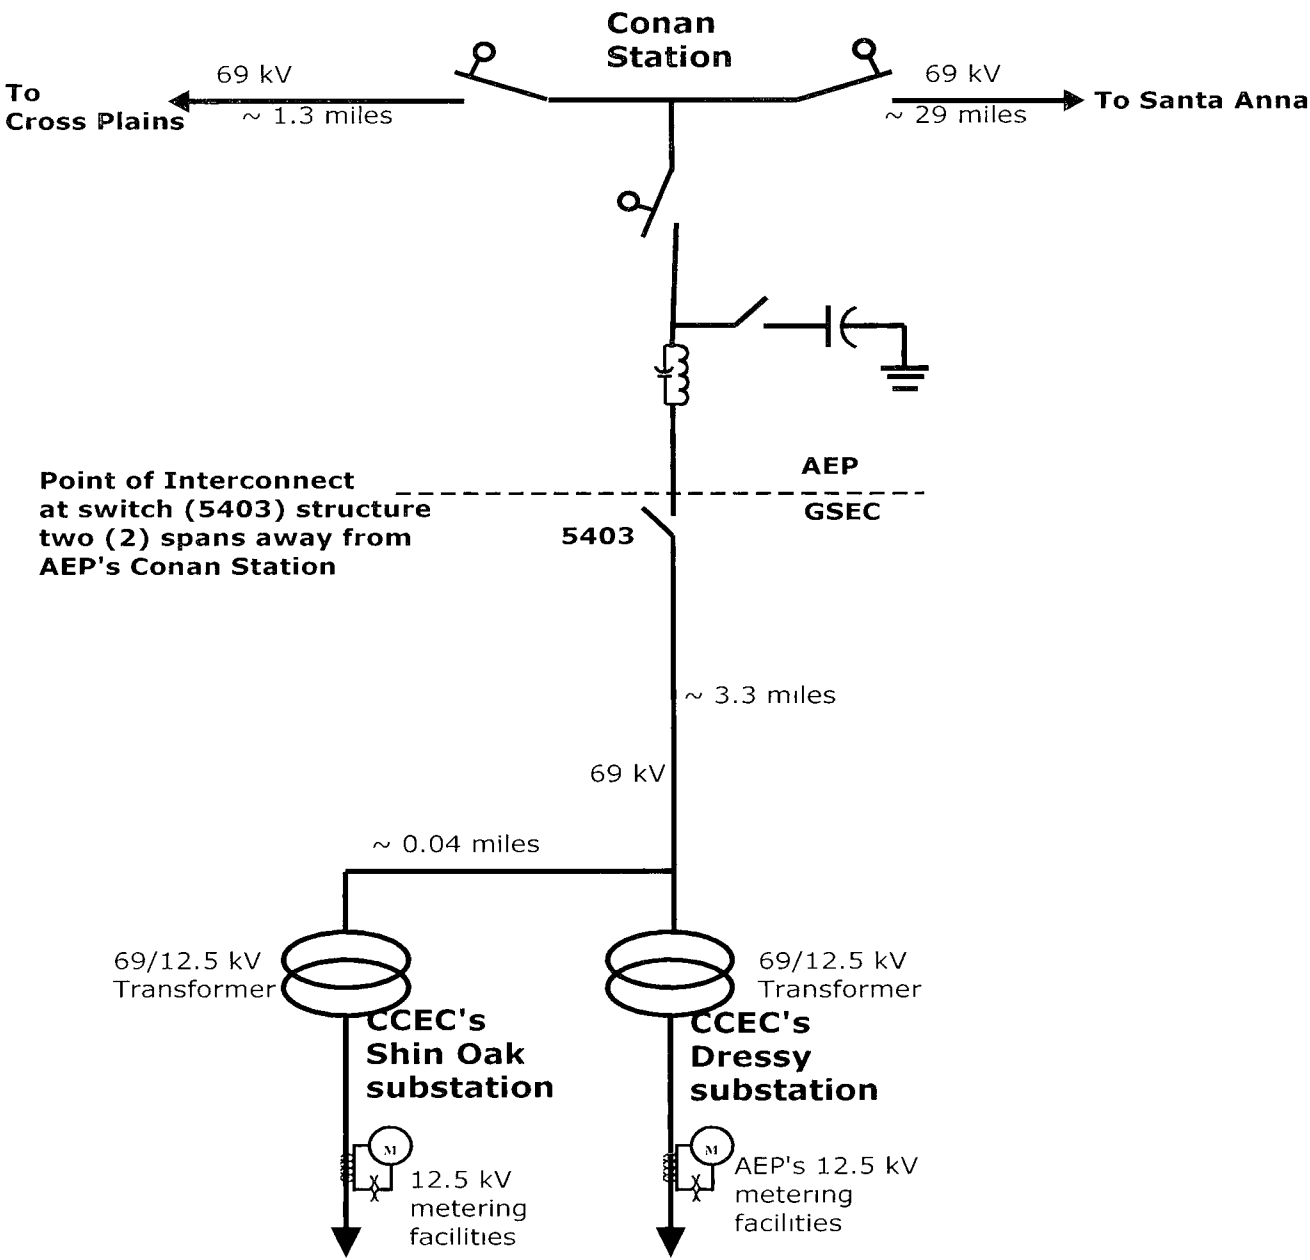 Conan
Station
69 kV
69 kV
To
Cross Plains
~ 1.3 miles
~ 29 miles
To Santa Anna
Point of Interconnect
at switch (5403) structure
two (2) spans away from
AEP's Conan Station
AEP
GSEC
5403
~ 3.3 miles
69 kV
~ 0.04 miles
69/12.5 kV
Transformer
69/12.5 kV
Transformer
CCEC's
Shin Oak
substation
CCEC's
Dressy
substation
M
12.5 kV
metering
facilities
M
AEP's 12.5 kV
metering
facilities